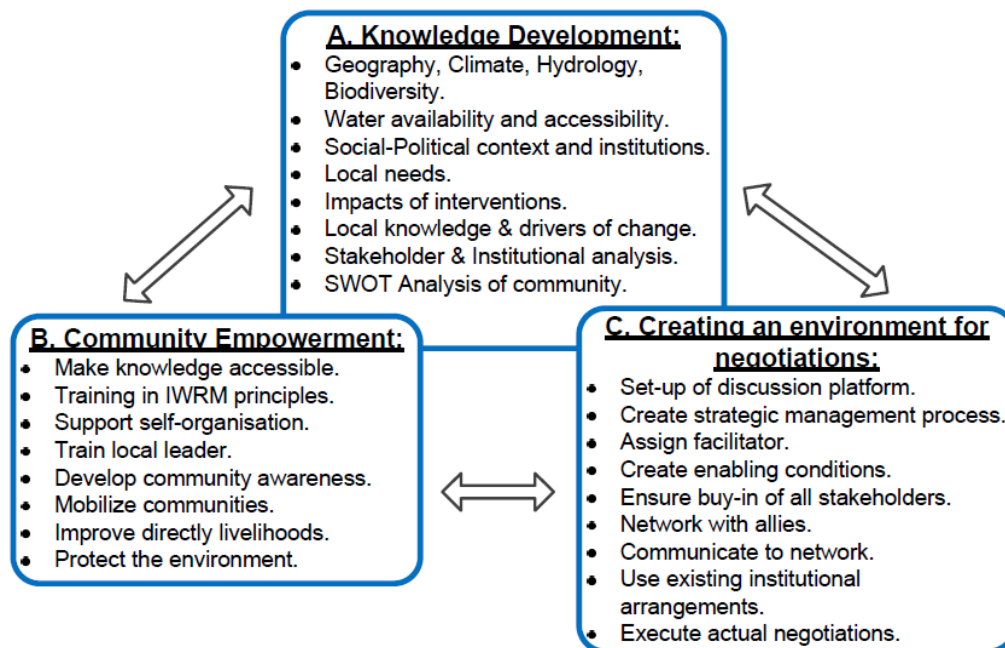 A. Knowledge Development:
• Geography, Climate, Hydrology,
Biodiversity.
• Water availability and accessibility.
• Social-Political context and institutions.
• Local needs.
• Impacts of interventions.
• Local knowledge & drivers of change.
• Stakeholder & Institutional analysis.
• SWOT Analysis of community.
B. Community Empowerment:
• Make knowledge accessible.
• Training in IWRM principles.
• Support self-organisation.
• Train local leader.
• Develop community awareness.
• Mobilize communities.
• Improve directly livelihoods.
• Protect the environment.
C. Creating an environment for
negotiations:
• Set-up of discussion platform.
• Create strategic management process.
• Assign facilitator.
• Create enabling conditions.
• Ensure buy-in of all stakeholders.
• Network with allies.
• Communicate to network.
• Use existing institutional
arrangements.
• Execute actual negotiations.